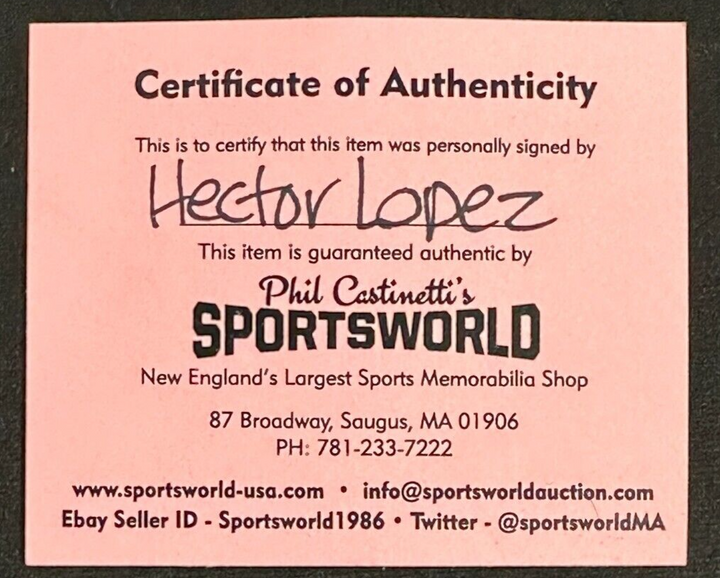 Certificate of Authenticity
This is to certify that this item was personally signed by
Hector Lopez
This item is guaranteed authentic by
Phil Castinetti's
SPORTSWORLD
New England's Largest Sports Memorabilia Shop
87 Broadway, Saugus, MA 01906
PH: 781-233-7222
www.sportsworld-usa.com • info@sportsworldauction.com
Ebay Seller ID - Sportsworld1986 • Twitter - @sportsworldMA